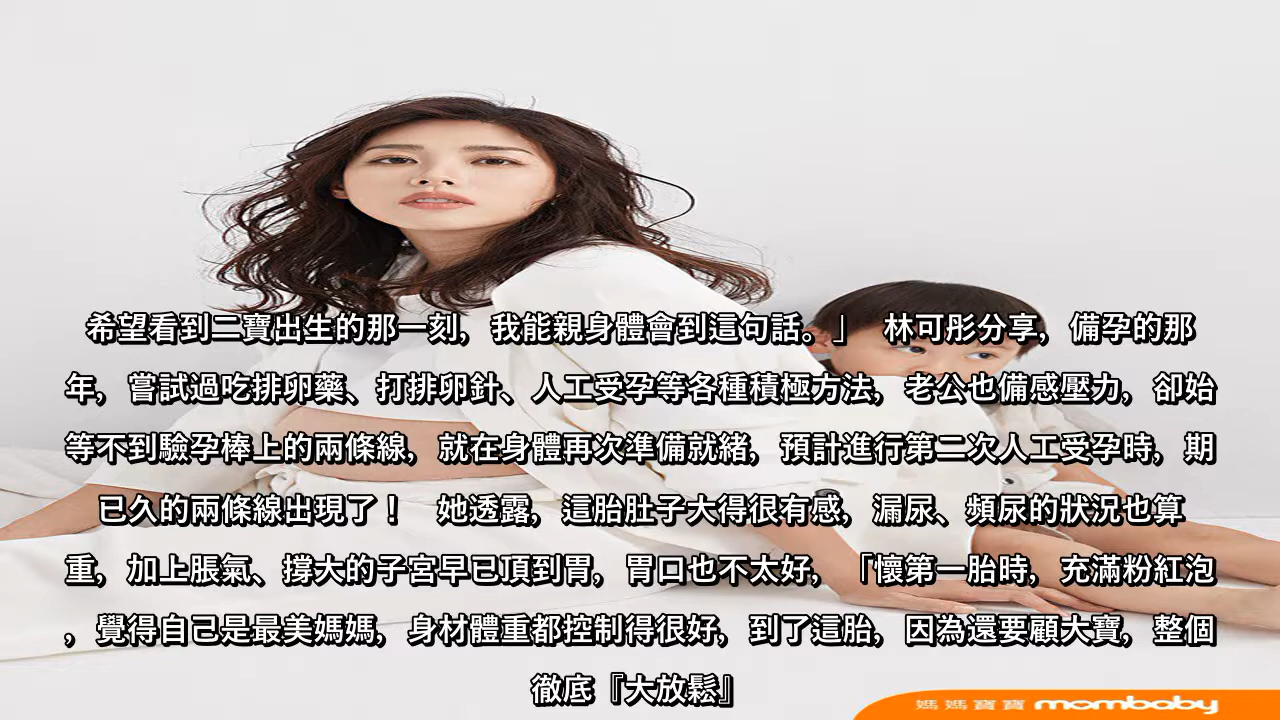 希望看到二寶出生的那一刻，我能親身體會到這句話。」　林可彤分享，備孕的那
年，嘗試過吃排卵藥、打排卵針、人工受孕等各種積極方法，老公也備感壓力，卻始
等不到驗孕棒上的兩條線，就在身體再次準備就緒，預計進行第二次人工受孕時，期
已久的兩條線出現了！　她透露，這胎肚子大得很有感，漏尿、頻尿的狀況也算
重，加上脹氣、撐大的子宮早已頂到胃，胃口也不太好，「懷第一胎時，充滿粉紅泡
，覺得自己是最美媽媽，身材體重都控制得很好，到了這胎，因為還要顧大寶，整個
徹底『大放鬆』
媽媽寶寶 mombaby